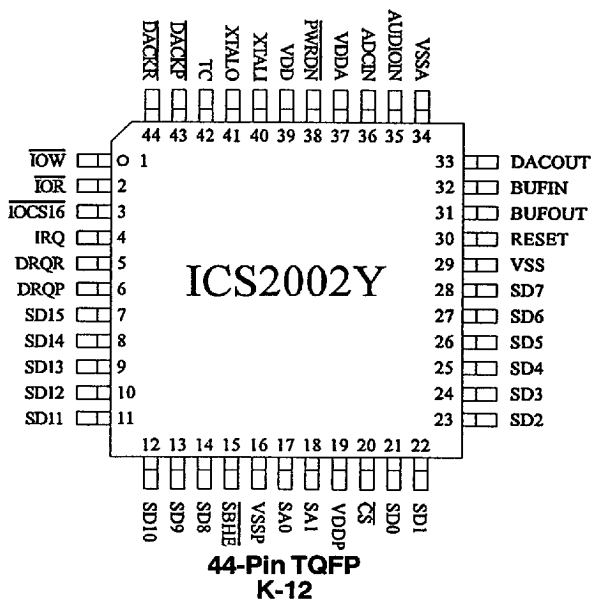 DACKR DACKP TC XTALO XTALI VDD PWRDN VDDA ADCIN AUDIOIN VSSA
44 43 42 41 40 39 38 37 36 35 34
IOW 1 33 DACOUT
IOR 2 32 BUFIN
IOCS16 3 31 BUFOUT
IRQ 4 30 RESET
DRQR 5 29 VSS
DRQP 6 ICS2002Y 28 SD7
SD15 7 27 SD6
SD14 8 26 SD5
SD13 9 25 SD4
SD12 10 24 SD3
SD11 11 23 SD2
12 13 14 15 16 17 18 19 20 21 22
SD10 SD9 SD8 SBHE VSSP SA0 SA1 VDDP CS SD0 SD1
44-Pin TQFP
K-12